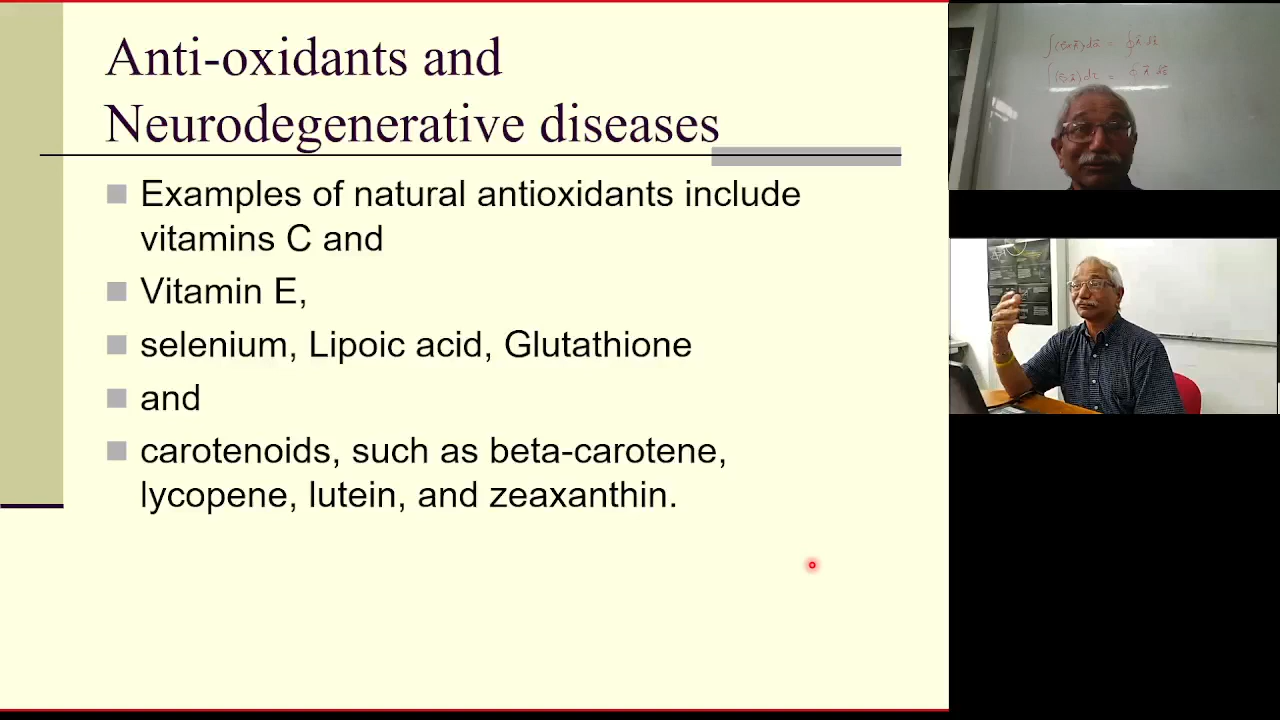 Anti-oxidants and
Neurodegenerative diseases
Examples of natural antioxidants include
vitamins C and
Vitamin E,
selenium, Lipoic acid, Glutathione
and
carotenoids, such as beta-carotene,
lycopene, lutein, and zeaxanthin.